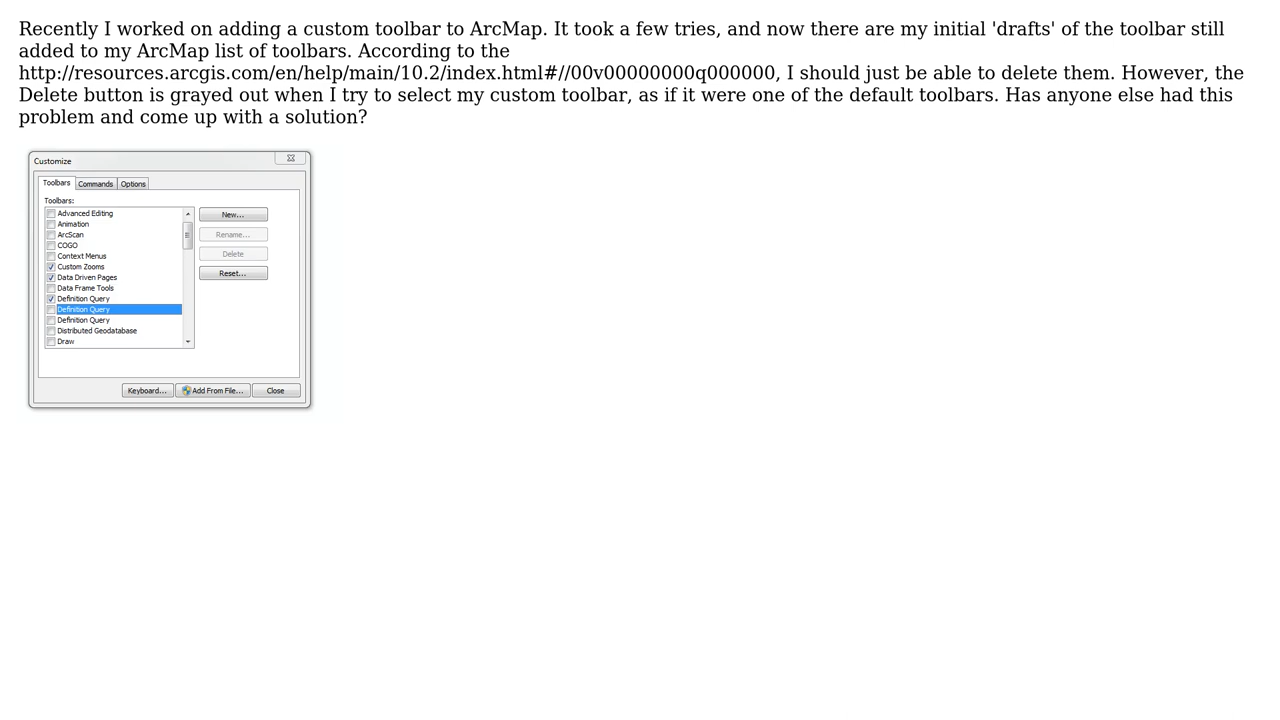 Recently I worked on adding a custom toolbar to ArcMap. It took a few tries, and now there are my initial 'drafts' of the toolbar still
added to my ArcMap list of toolbars. According to the
http://resources.arcgis.com/en/help/main/10.2/index.html#//00v00000000q000000, I should just be able to delete them. However, the
Delete button is grayed out when I try to select my custom toolbar, as if it were one of the default toolbars. Has anyone else had this
problem and come up with a solution?
Customize
Toolbars Commands Options
Toolbars:
Advanced Editing
Animation
ArcScan
COGO
Context Menus
Custom Zooms
Data Driven Pages
Data Frame Tools
Definition Query
Definition Query
Definition Query
Distributed Geodatabase
Draw
New...
Rename...
Delete
Reset...
Keyboard... Add From File... Close